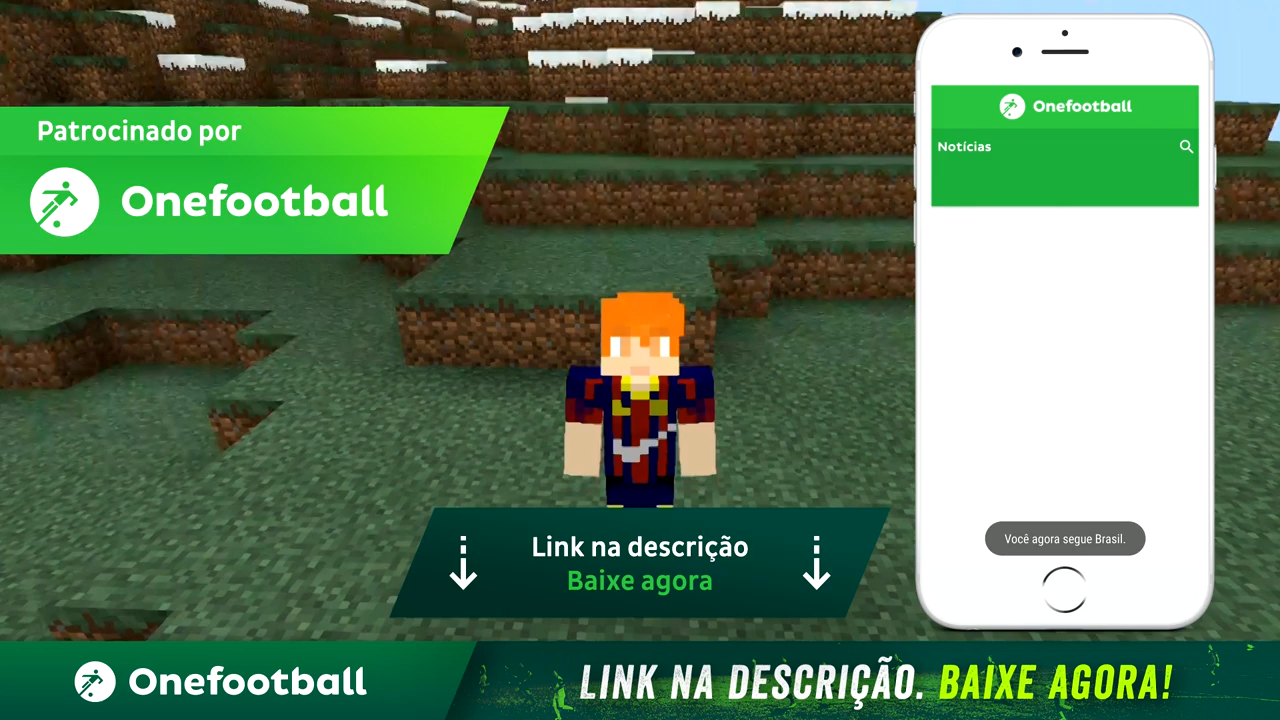 Patrocinado por
Onefootball
Onefootball
Notícias
Você agora segue Brasil.
Link na descrição
Baixe agora
Onefootball
LINK NA DESCRIÇÃO. BAIXE AGORA!